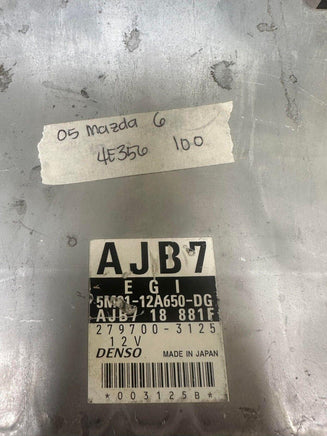 05 Mazda 6
4E356 100
AJB7
EGI
5M81-12A650-DG
AJB7 18 881F
279700-3125
12V
DENSO MADE IN JAPAN
*003125B*